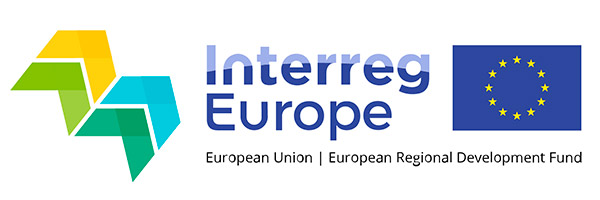 Interreg
Europe
European Union | European Regional Development Fund